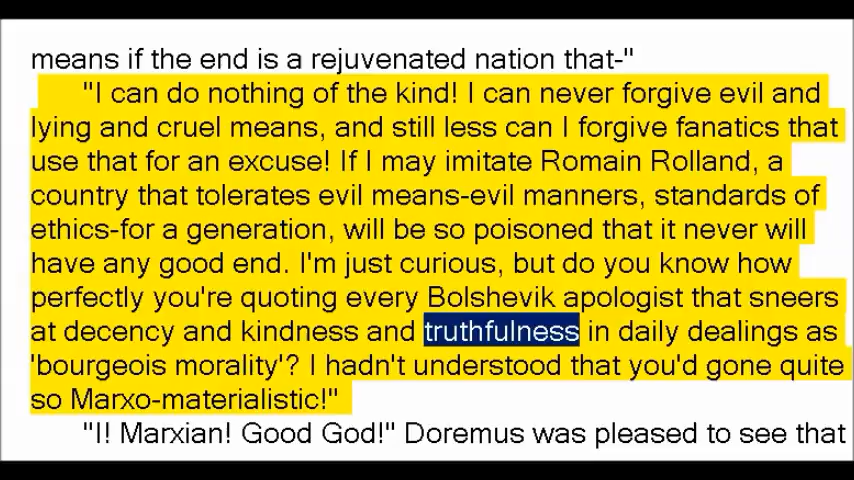 means if the end is a rejuvenated nation that-"
"I can do nothing of the kind! I can never forgive evil and
lying and cruel means, and still less can I forgive fanatics that
use that for an excuse! If I may imitate Romain Rolland, a
country that tolerates evil means-evil manners, standards of
ethics-for a generation, will be so poisoned that it never will
have any good end. I'm just curious, but do you know how
perfectly you're quoting every Bolshevik apologist that sneers
at decency and kindness and truthfulness in daily dealings as
'bourgeois morality'? I hadn't understood that you'd gone quite
so Marxo-materialistic!"
"I! Marxian! Good God!" Doremus was pleased to see that